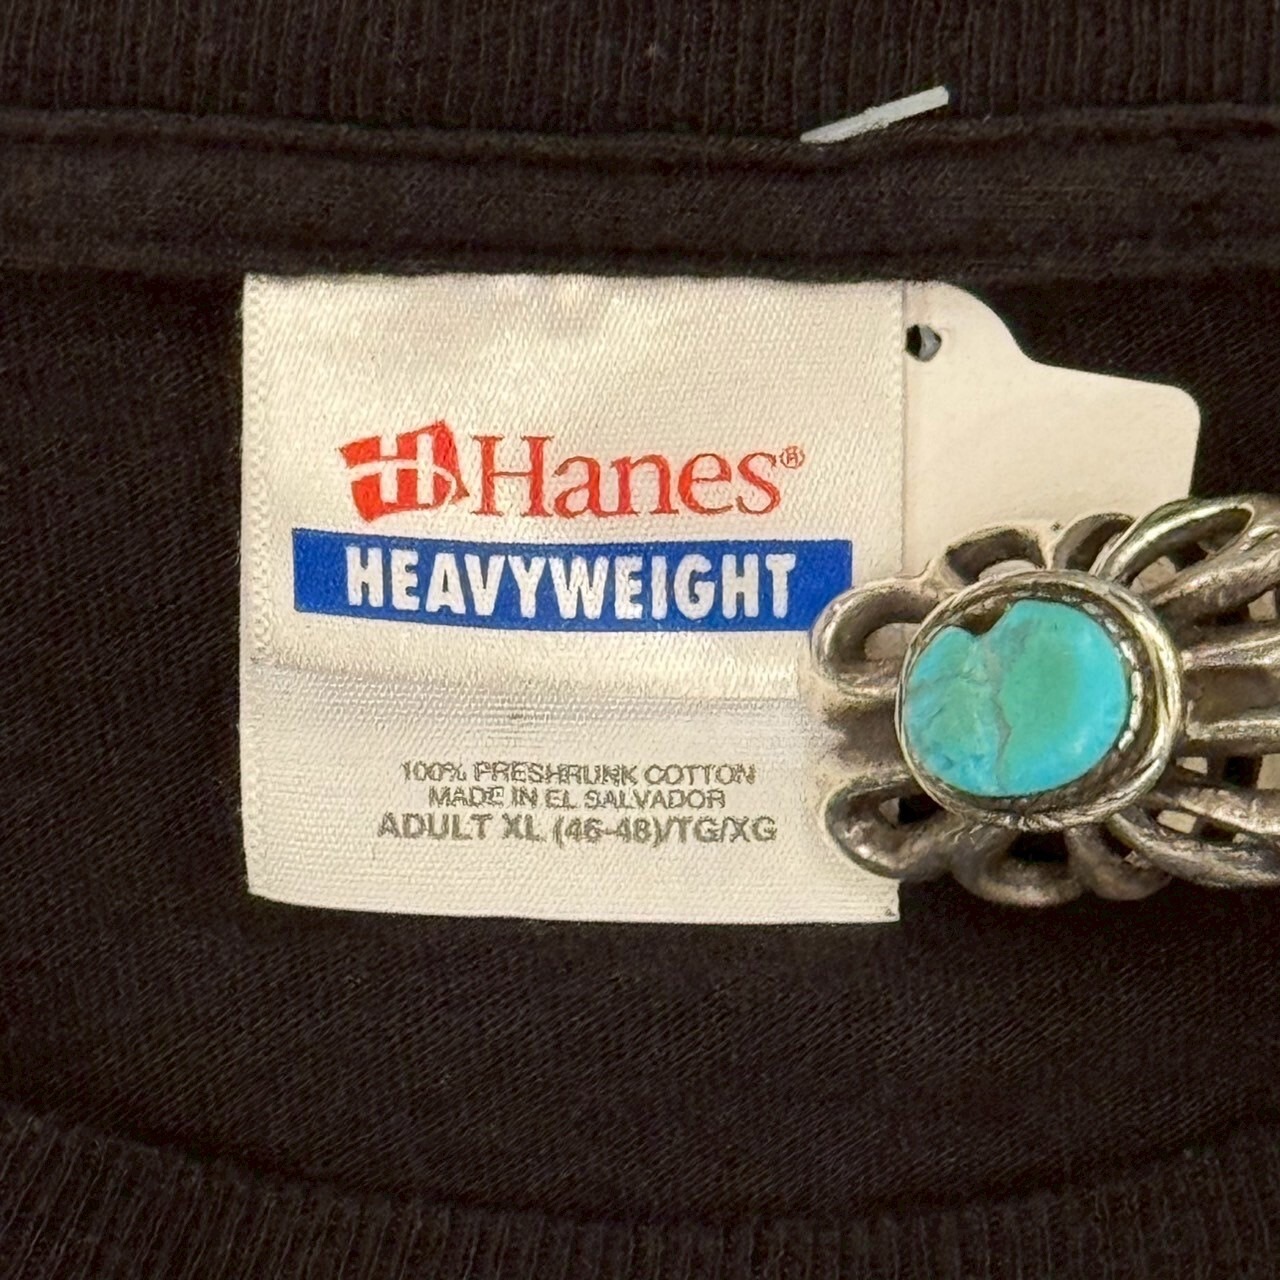 Hanes®
HEAVYWEIGHT
100% PRESHRUNK COTTON
MADE IN EL SALVADOR
ADULT XL (46-48)/TG/XG